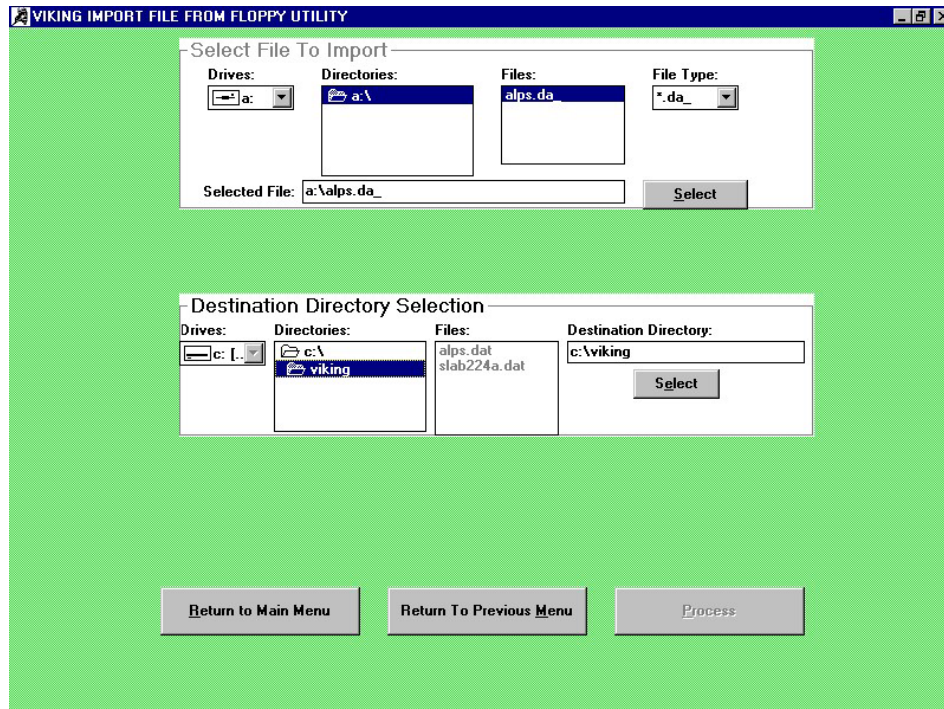 VIKING IMPORT FILE FROM FLOPPY UTILITY
Select File To Import
Drives: Directories: Files: File Type:
a: a:\ alps.da_ *.da_
Selected File: a:\alps.da_ Select
Destination Directory Selection
Drives: Directories: Files: Destination Directory:
c: [.. c:\ alps.dat c:\viking
viking slab224a.dat
Select
Return to Main Menu Return To Previous Menu Process